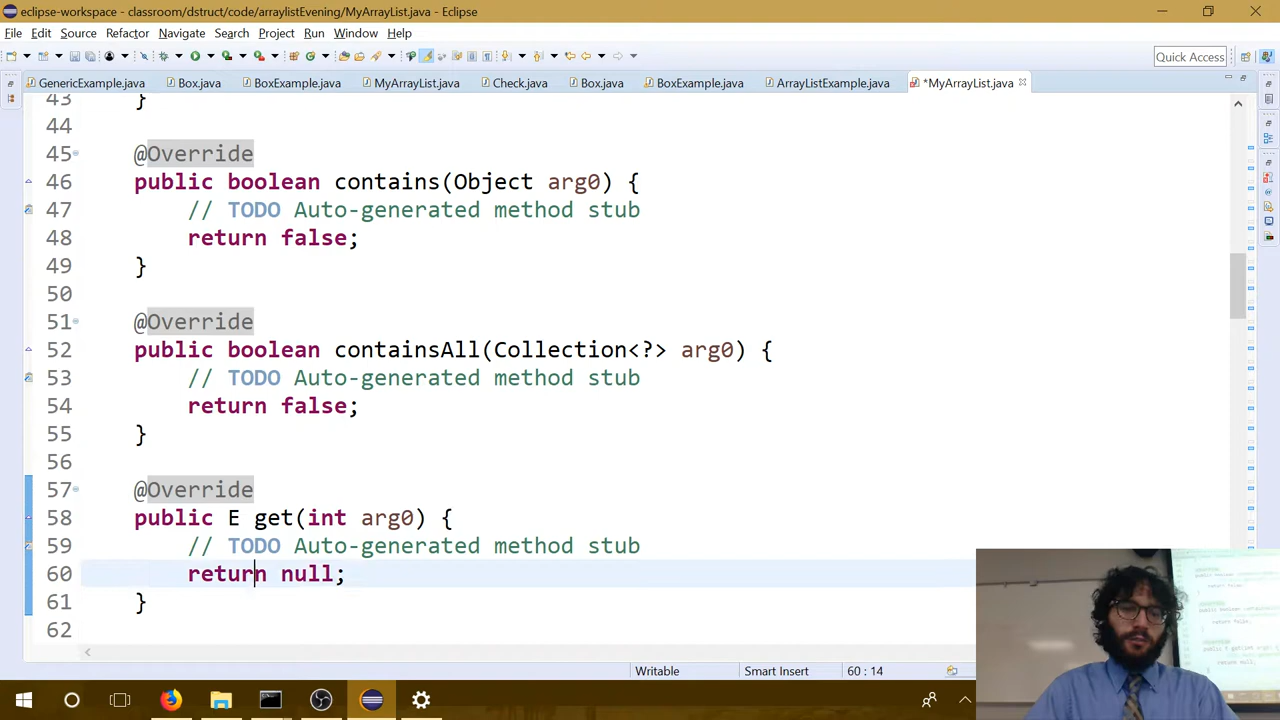 eclipse-workspace - classroom/dstruct/code/arraylistEvening/MyArrayList.java - Eclipse
File Edit Source Refactor Navigate Search Project Run Window Help
Quick Access
GenericExample.java Box.java BoxExample.java MyArrayList.java Check.java Box.java BoxExample.java ArrayListExample.java *MyArrayList.java
43 }
44
45 @Override
46 public boolean contains(Object arg0) {
47 // TODO Auto-generated method stub
48 return false;
49 }
50
51 @Override
52 public boolean containsAll(Collection<?> arg0) {
53 // TODO Auto-generated method stub
54 return false;
55 }
56
57 @Override
58 public E get(int arg0) {
59 // TODO Auto-generated method stub
60 return null;
61 }
62
Writable Smart Insert 60 : 14